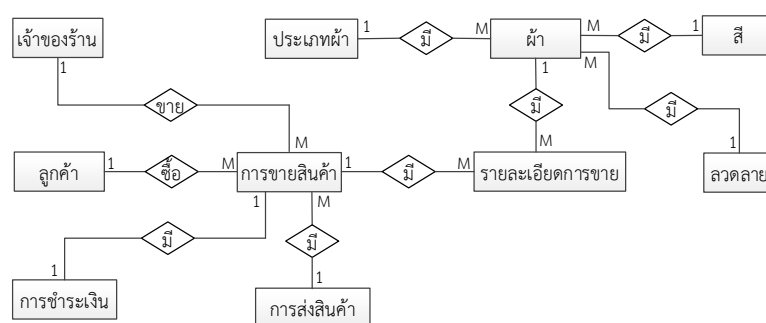 เจ้าของร้าน
ประเภทผ้า
1
มี
M
ผ้า
M
มี
1
สี
1
1
M
ขาย
มี
มี
M
M
1
ลูกค้า
1
ซื้อ
M
การขายสินค้า
1
มี
M
รายละเอียดการขาย
ลวดลาย
1
M
มี
มี
1
1
การชำระเงิน
การส่งสินค้า